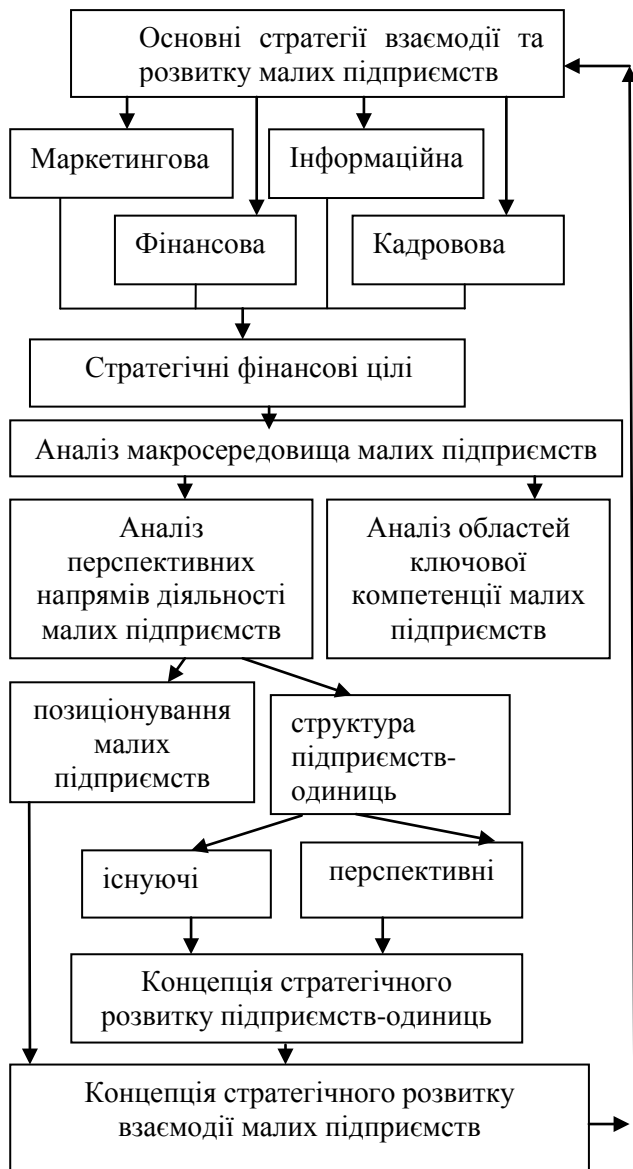 Основні стратегії взаємодії та
розвитку малих підприємств
Маркетингова
Інформаційна
Фінансова
Кадровова
Стратегічні фінансові цілі
Аналіз макросередовища малих підприємств
Аналіз
перспективних
напрямів діяльності
малих підприємств
Аналіз областей
ключової
компетенції малих
підприємств
позиціонування
малих
підприємств
структура
підприємств-
одиниць
існуючі
перспективні
Концепція стратегічного
розвитку підприємств-одиниць
Концепція стратегічного розвитку
взаємодії малих підприємств